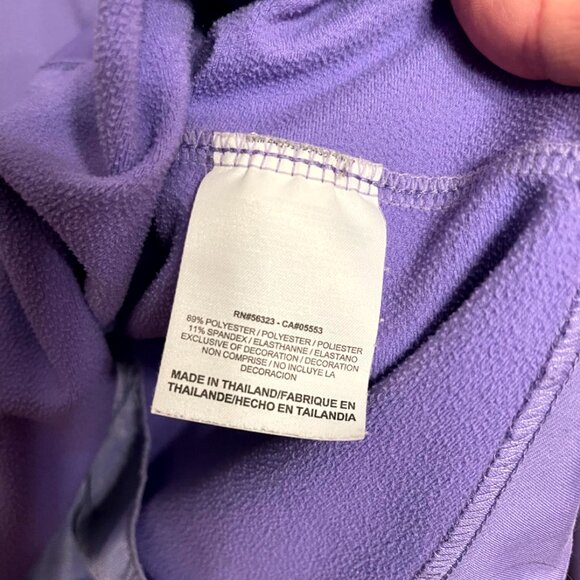 RN#56323 - CA#05553
89% POLYESTER / POLYESTER / POLIESTER
11% SPANDEX / ELASTHANNE / ELASTANO
EXCLUSIVE OF DECORATION / DECORATION
NON COMPRISE / NO INCLUYE LA
DECORACION
MADE IN THAILAND/FABRIQUE EN
THAILANDE/HECHO EN TAILANDIA